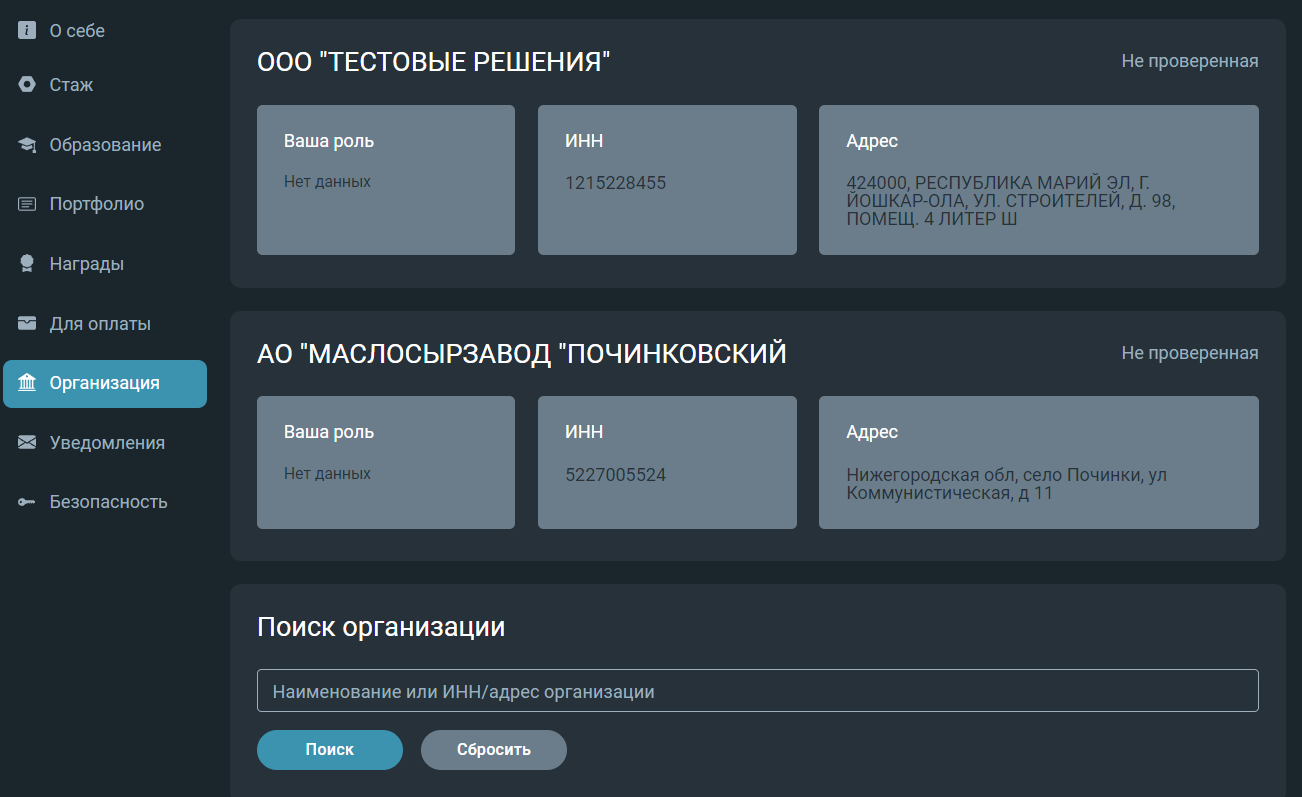 О себе
Стаж
Образование
Портфолио
Награды
Для оплаты
Организация
Уведомления
Безопасность
ООО "ТЕСТОВЫЕ РЕШЕНИЯ"
Не проверенная
Ваша роль
Нет данных
ИНН
1215228455
Адрес
424000, РЕСПУБЛИКА МАРИЙ ЭЛ, Г.
ЙОШКАР-ОЛА, УЛ. СТРОИТЕЛЕЙ, Д. 98,
ПОМЕЩ. 4 ЛИТЕР Ш
АО "МАСЛОСЫРЗАВОД "ПОЧИНКОВСКИЙ
Не проверенная
Ваша роль
Нет данных
ИНН
5227005524
Адрес
Нижегородская обл, село Починки, ул
Коммунистическая, д 11
Поиск организации
Наименование или ИНН/адрес организации
Поиск
Сбросить